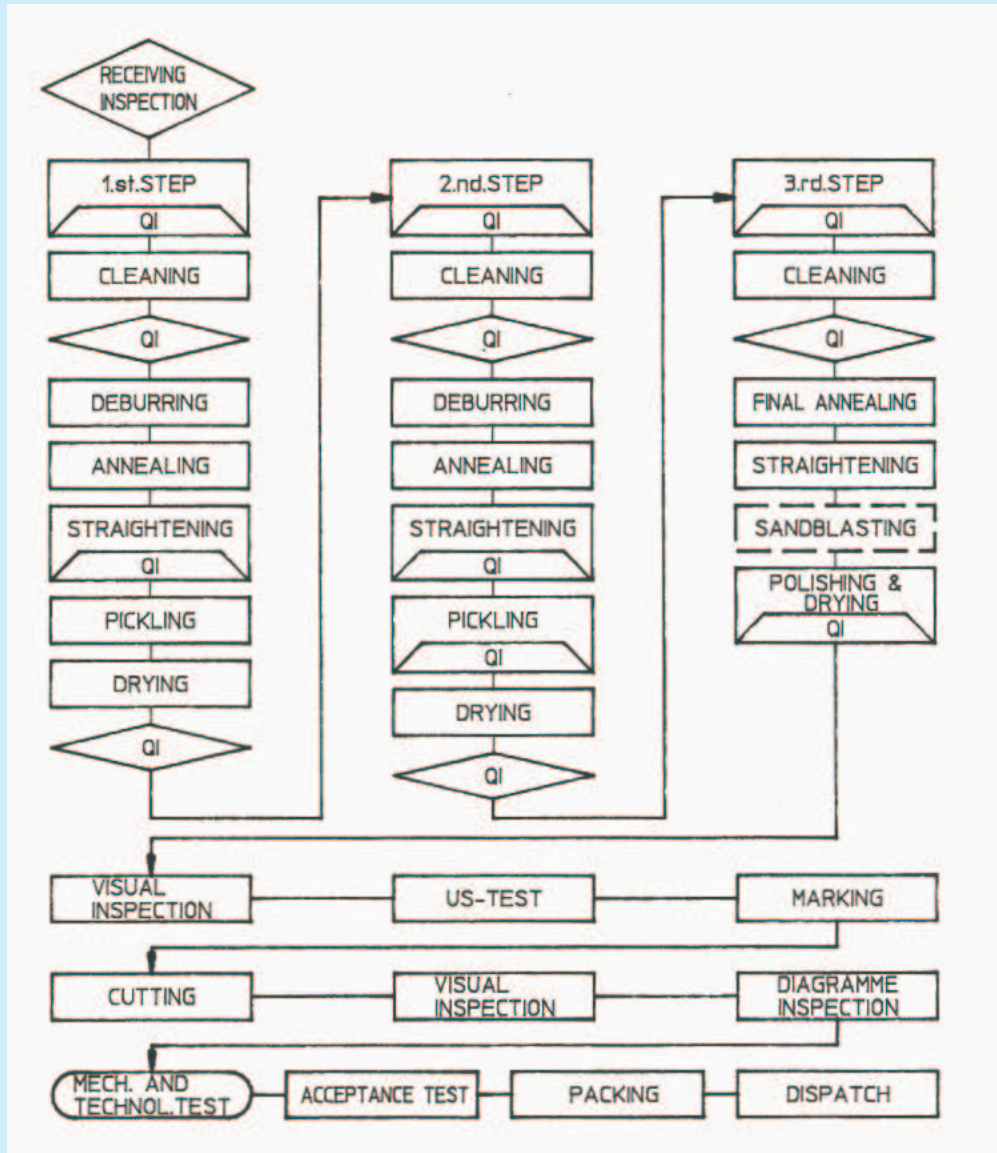 RECEIVING
INSPECTION
1.st.STEP
QI
CLEANING
QI
DEBURRING
ANNEALING
STRAIGHTENING
QI
PICKLING
DRYING
QI
2.nd.STEP
QI
CLEANING
QI
DEBURRING
ANNEALING
STRAIGHTENING
QI
PICKLING
QI
DRYING
QI
3.rd.STEP
QI
CLEANING
QI
FINAL ANNEALING
STRAIGHTENING
SANDBLASTING
POLISHING &
DRYING
QI
VISUAL
INSPECTION
US-TEST
MARKING
CUTTING
VISUAL
INSPECTION
DIAGRAMME
INSPECTION
MECH. AND
TECHNOL.TEST
ACCEPTANCE TEST
PACKING
DISPATCH